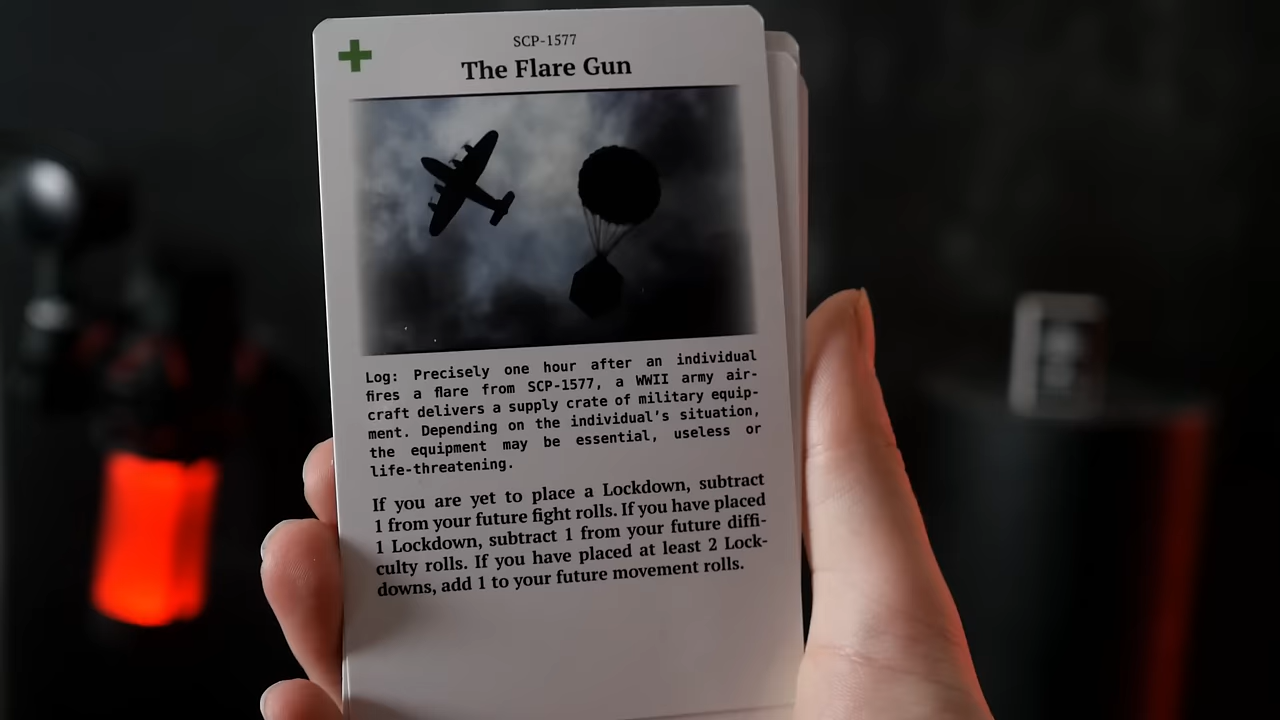 SCP-1577
The Flare Gun
Log: Precisely one hour after an individual
fires a flare from SCP-1577, a WWII army air-
craft delivers a supply crate of military equip-
ment. Depending on the individual's situation,
the equipment may be essential, useless or
life-threatening.
If you are yet to place a Lockdown, subtract
1 from your future fight rolls. If you have placed
1 Lockdown, subtract 1 from your future diffi-
culty rolls. If you have placed at least 2 Lock-
downs, add 1 to your future movement rolls.